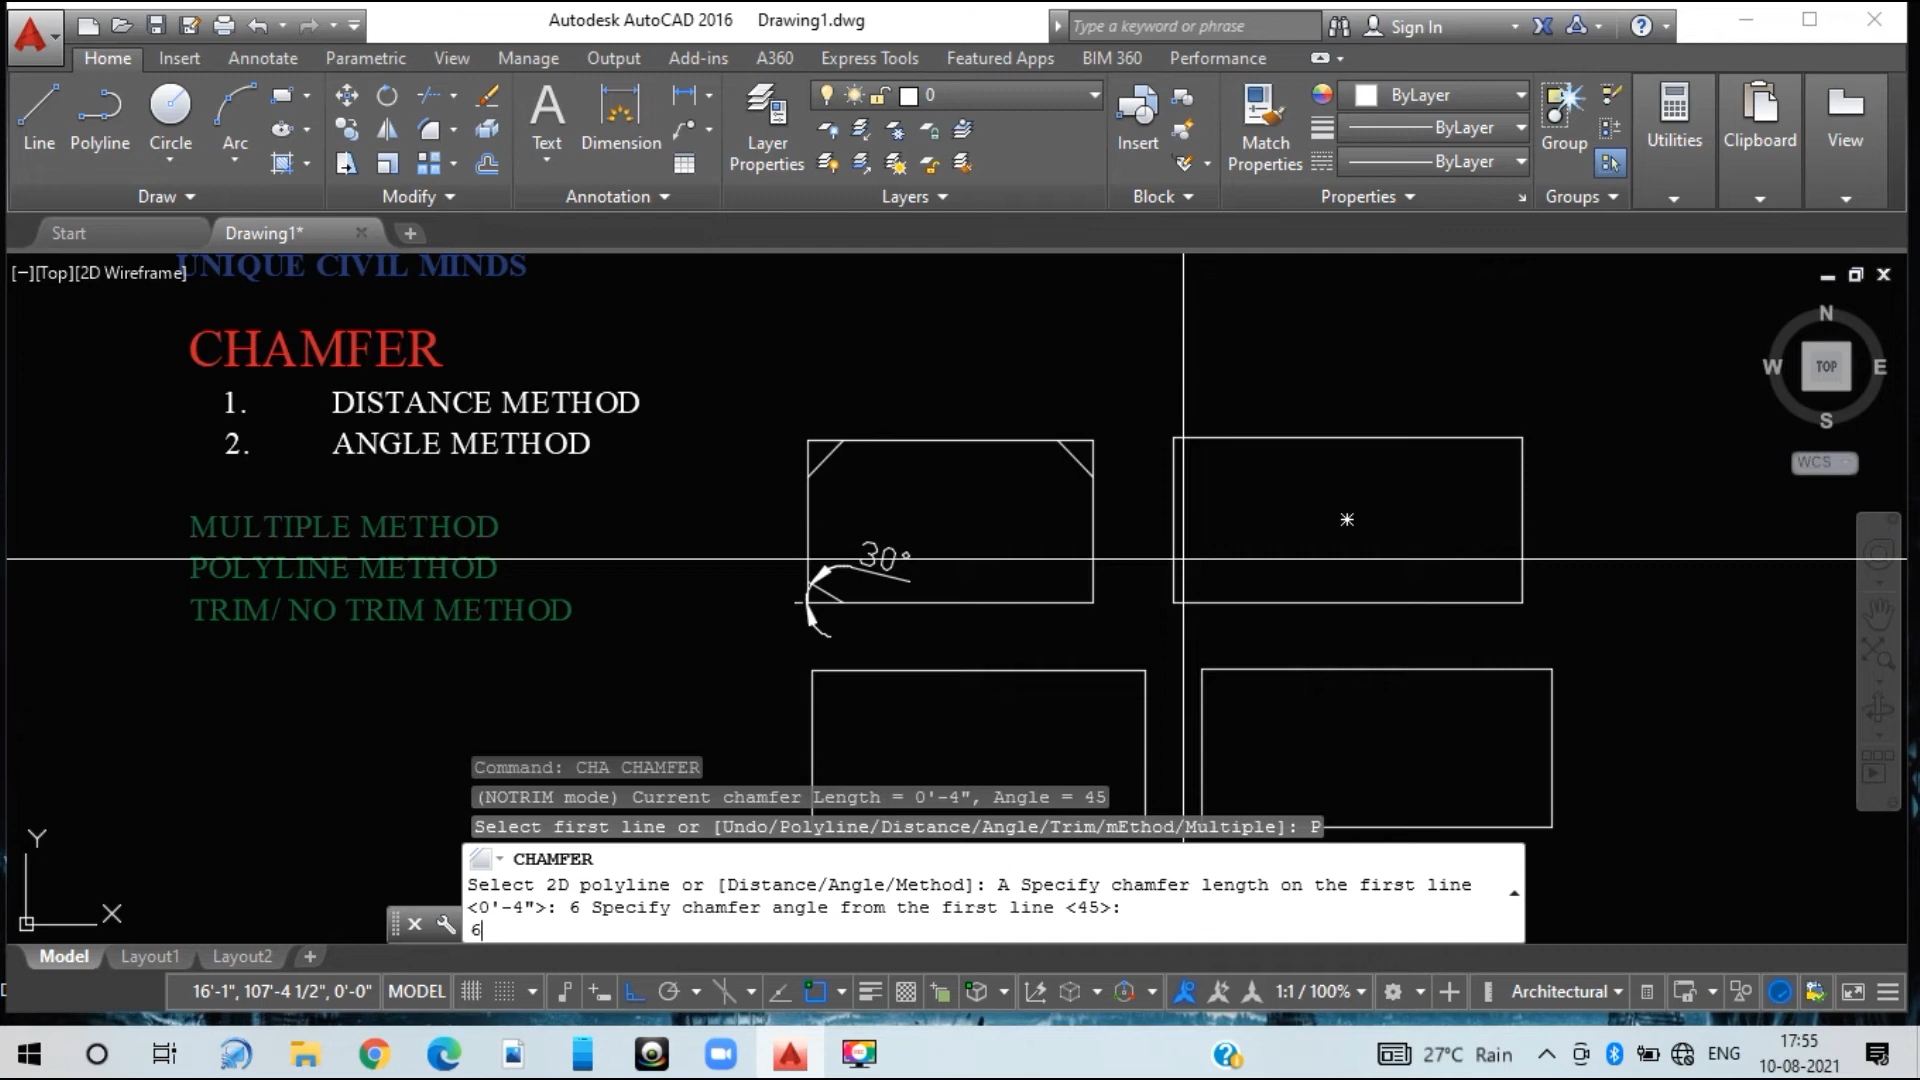 Autodesk AutoCAD 2016 Drawing1.dwg
Type a keyword or phrase
Sign In
Home Insert Annotate Parametric View Manage Output Add-ins A360 Express Tools Featured Apps BIM 360 Performance
Line Polyline Circle Arc
Text Dimension
Layer Properties
0
Insert
Match Properties
ByLayer
ByLayer
ByLayer
Group
Utilities
Clipboard
View
Draw Modify Annotation Layers Block Properties Groups
Start Drawing1*
[−][Top][2D Wireframe]
UNIQUE CIVIL MINDS
CHAMFER
1. DISTANCE METHOD
2. ANGLE METHOD
MULTIPLE METHOD
POLYLINE METHOD
TRIM/ NO TRIM METHOD
30°
N
W TOP E
S
WCS
Command: CHA CHAMFER
(NOTRIM mode) Current chamfer Length = 0'-4", Angle = 45
Select first line or [Undo/Polyline/Distance/Angle/Trim/mEthod/Multiple]: P
CHAMFER
Select 2D polyline or [Distance/Angle/Method]: A Specify chamfer length on the first line
<0'-4">: 6 Specify chamfer angle from the first line <45>:
6
Y
X
Model Layout1 Layout2
16'-1", 107'-4 1/2", 0'-0" MODEL 1:1 / 100% Architectural
27°C Rain ENG
17:55
10-08-2021